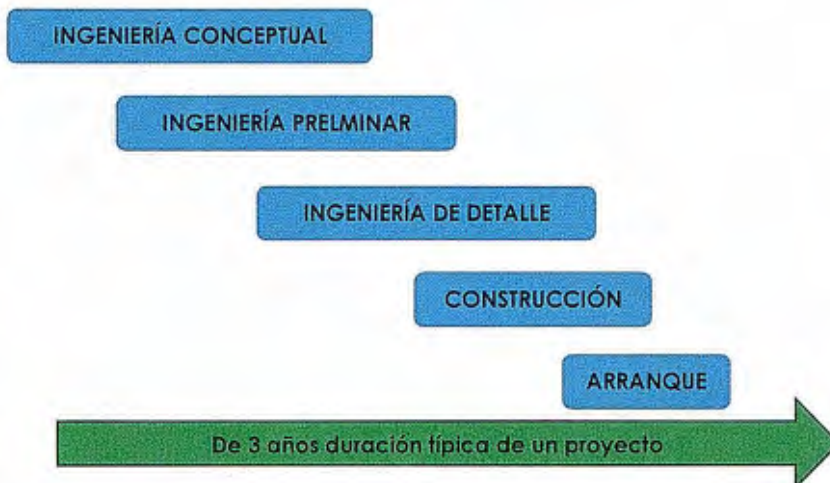 INGENIERÍA CONCEPTUAL
INGENIERÍA PRELMINAR
INGENIERÍA DE DETALLE
CONSTRUCCIÓN
ARRANQUE
De 3 años duración típica de un proyecto